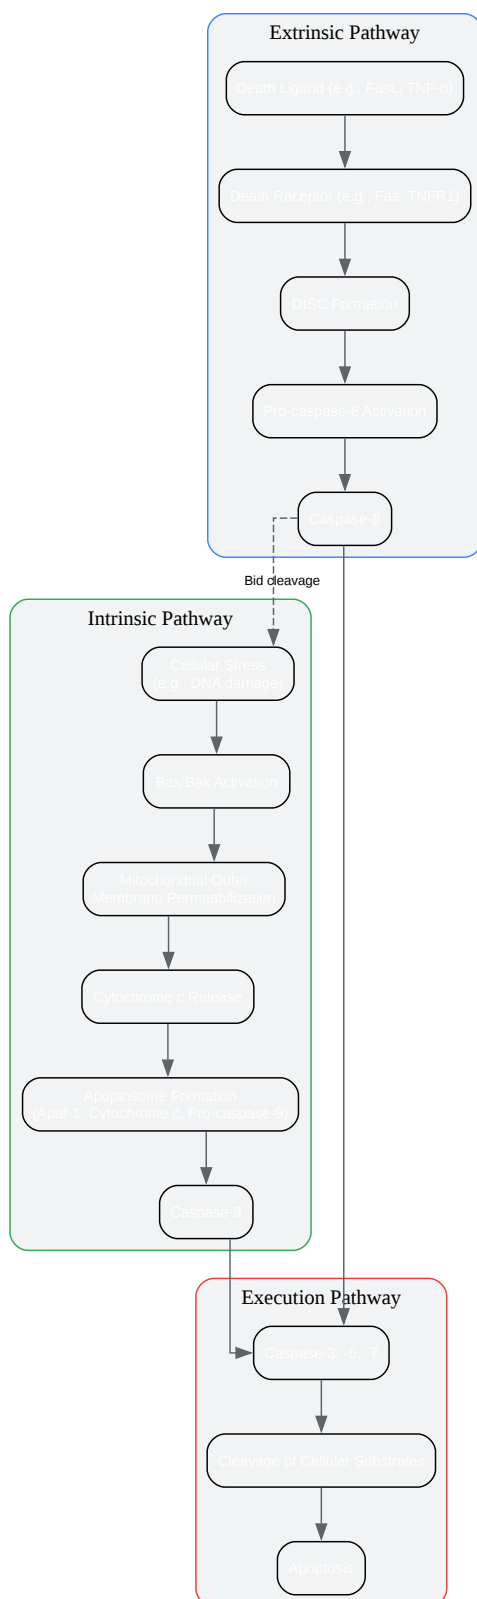 Extrinsic Pathway
Death Ligand (e.g., FasL, TNF-α)
Death Receptor (e.g., Fas, TNFR1)
DISC Formation
Pro-caspase-8 Activation
Caspase-8
Bid cleavage
Intrinsic Pathway
Cellular Stress
(e.g., DNA damage)
Bax/Bak Activation
Mitochondrial Outer
Membrane Permeabilization
Cytochrome c Release
Apoptosome Formation
(Apaf-1, Cytochrome c, Pro-caspase-9)
Caspase-9
Execution Pathway
Caspase-3, -6, -7
Cleavage of Cellular Substrates
Apoptosis